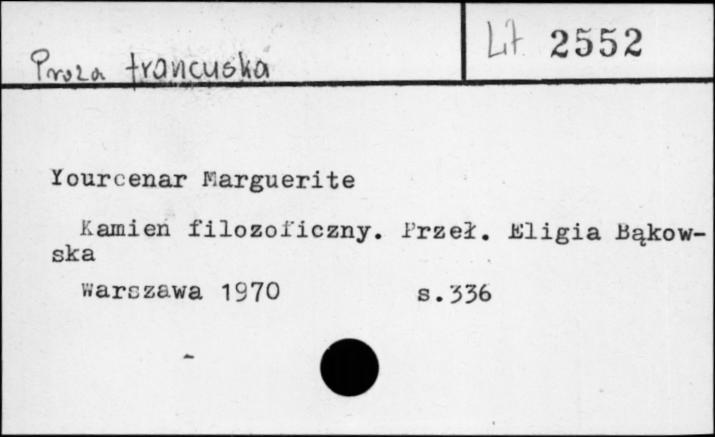 Proza francuska
Lit 2552
Yourcenar Marguerite
Kamień filozoficzny. Przeł. Eligia Bąkow-
ska
Warszawa 1970 s.336